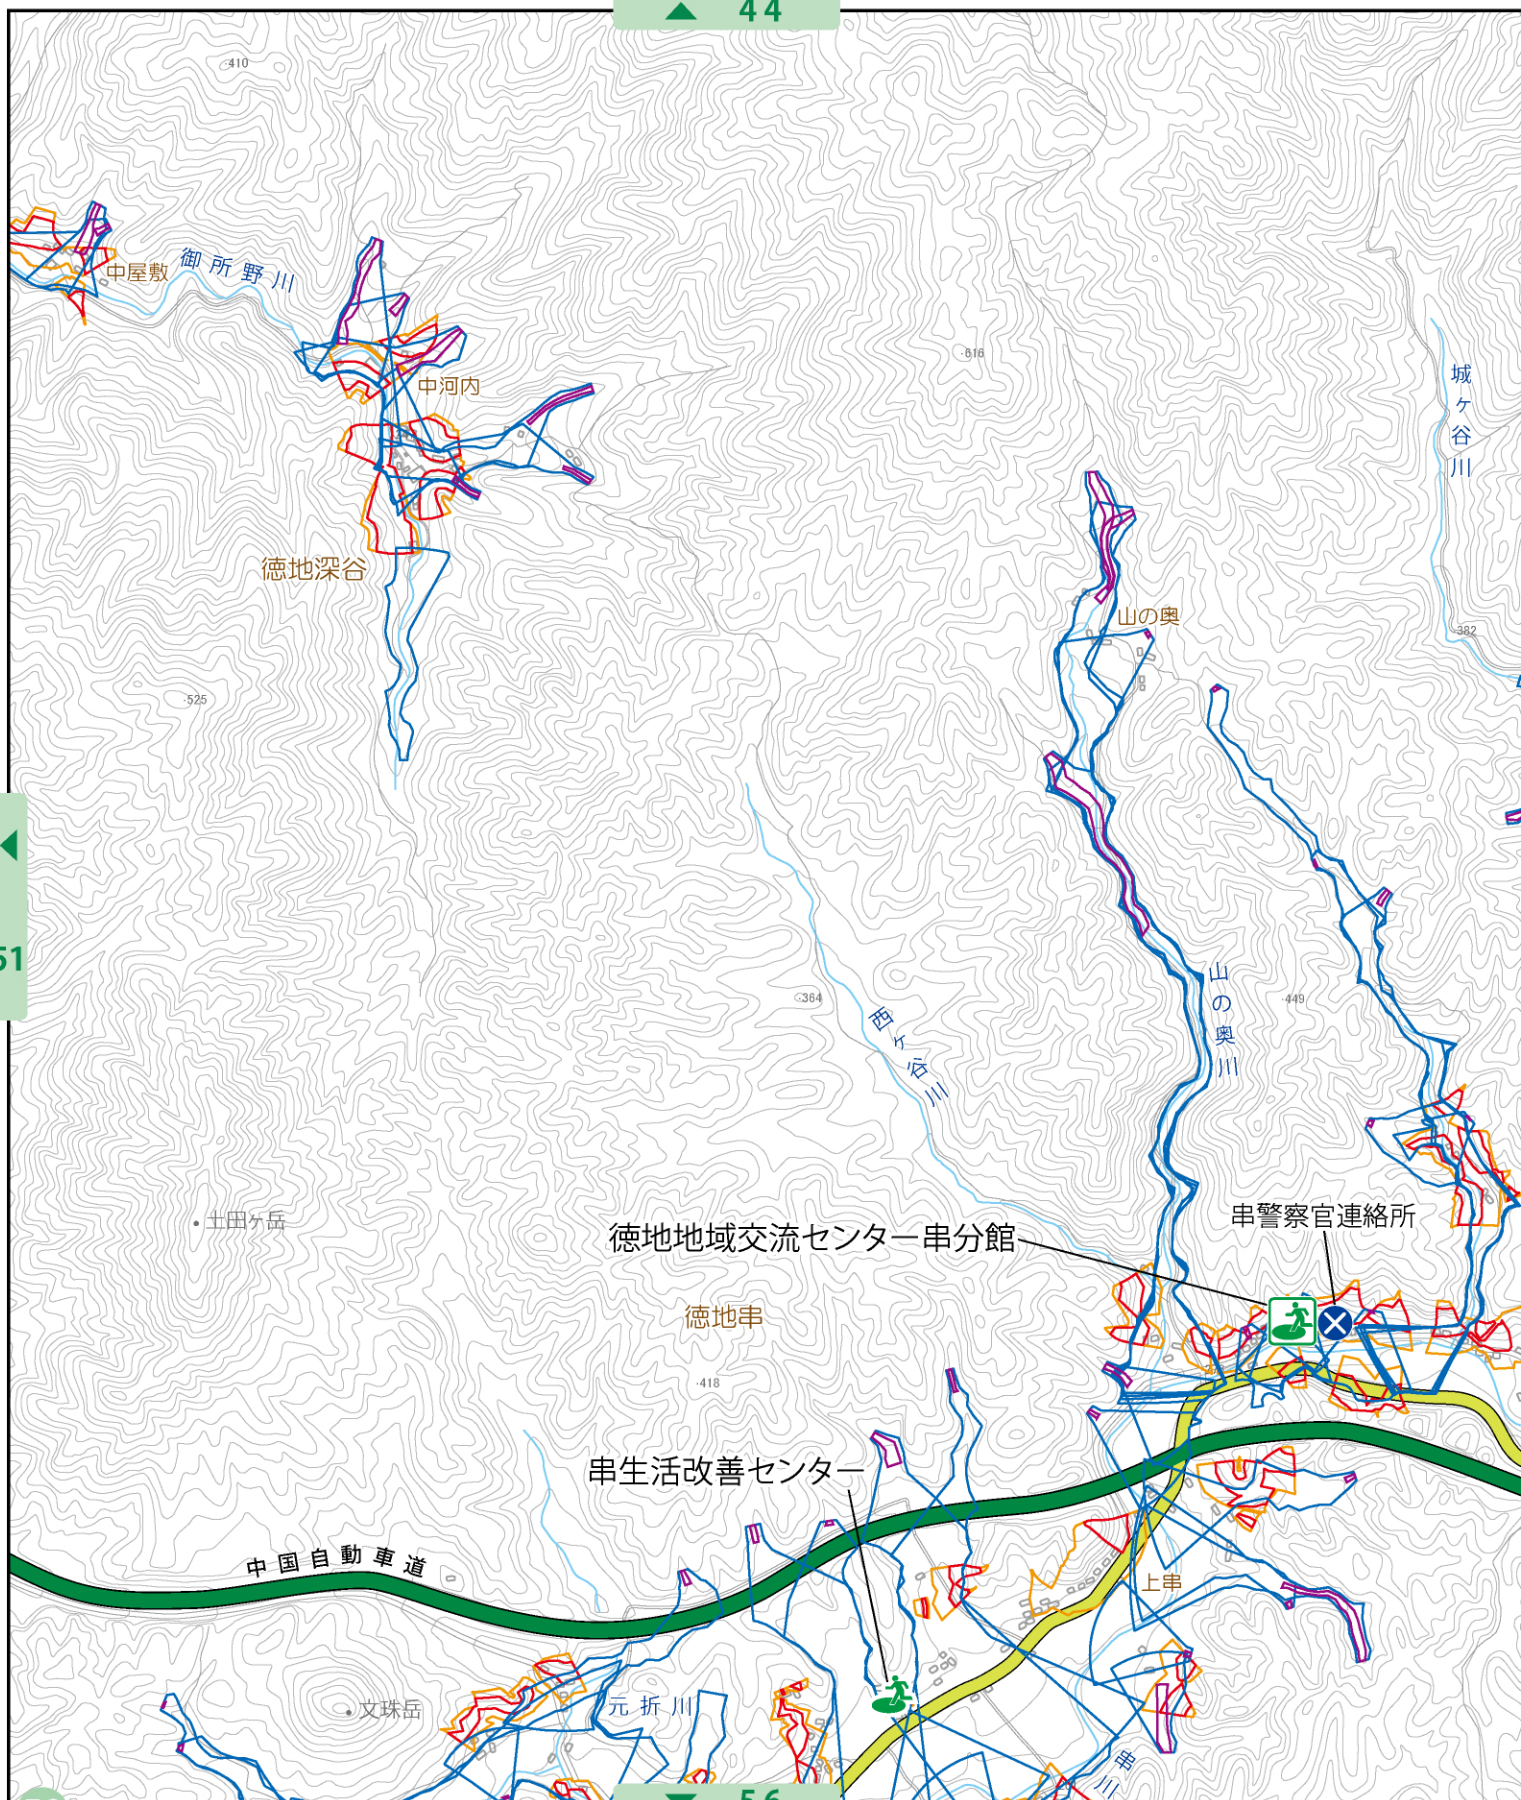 44
·410
中屋敷
御所野川
·616
城ヶ谷川
中河内
徳地深谷
山の奥
·382
·525
51
山の奥川
·364
·449
西ヶ谷川
土田ヶ岳
串警察官連絡所
徳地地域交流センター串分館
徳地串
·418
串生活改善センター
中国自動車道
上串
文珠岳
元折川
串川
56